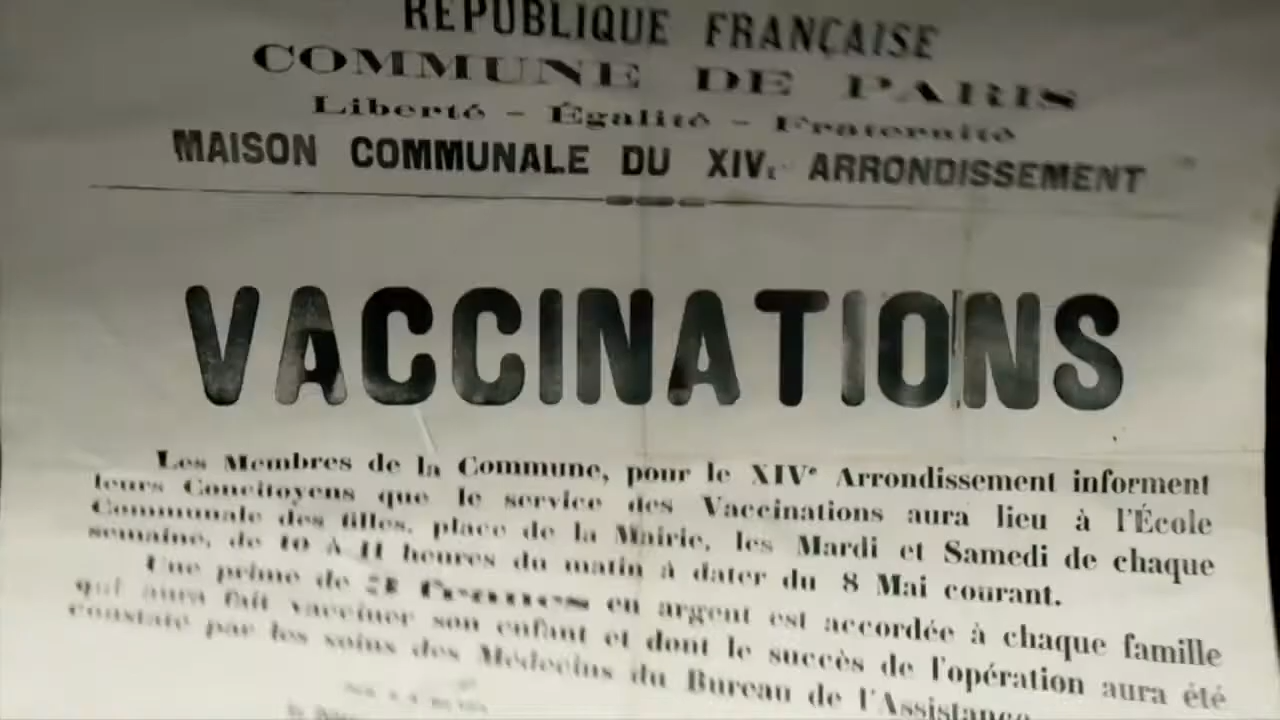 RÉPUBLIQUE FRANÇAISE
COMMUNE DE PARIS
Liberté – Égalité – Fraternité
MAISON COMMUNALE DU XIVe ARRONDISSEMENT
VACCINATIONS
Les Membres de la Commune, pour le XIVe Arrondissement informent
leurs Concitoyens que le service des Vaccinations aura lieu à l'École
Communale des filles, place de la Mairie, les Mardi et Samedi de chaque
semaine, de 10 à 11 heures du matin à dater du 8 Mai courant.
Une prime de francs en argent est accordée à chaque famille
qui aura fait vacciner son enfant et dont le succès de l'opération aura été
constaté par les soins des Médecins du Bureau de l'Assistance